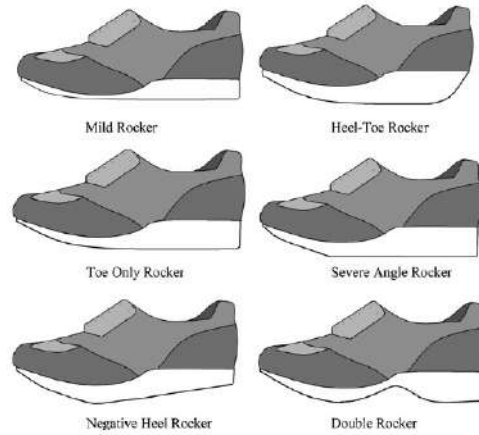 Mild Rocker
Heel-Toe Rocker
Toe Only Rocker
Severe Angle Rocker
Negative Heel Rocker
Double Rocker